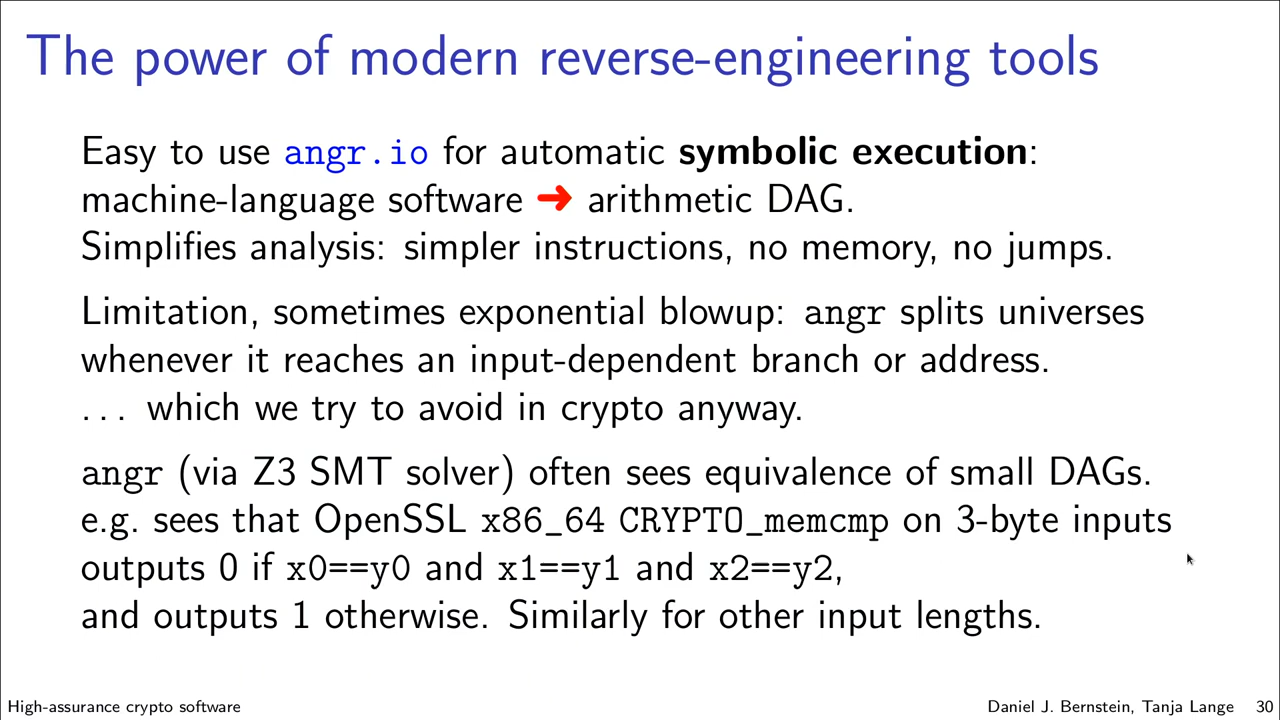 The power of modern reverse-engineering tools
Easy to use angr.io for automatic symbolic execution:
machine-language software ➜ arithmetic DAG.
Simplifies analysis: simpler instructions, no memory, no jumps.
Limitation, sometimes exponential blowup: angr splits universes
whenever it reaches an input-dependent branch or address.
... which we try to avoid in crypto anyway.
angr (via Z3 SMT solver) often sees equivalence of small DAGs.
e.g. sees that OpenSSL x86_64 CRYPTO_memcmp on 3-byte inputs
outputs 0 if x0==y0 and x1==y1 and x2==y2,
and outputs 1 otherwise. Similarly for other input lengths.
High-assurance crypto software
Daniel J. Bernstein, Tanja Lange 30